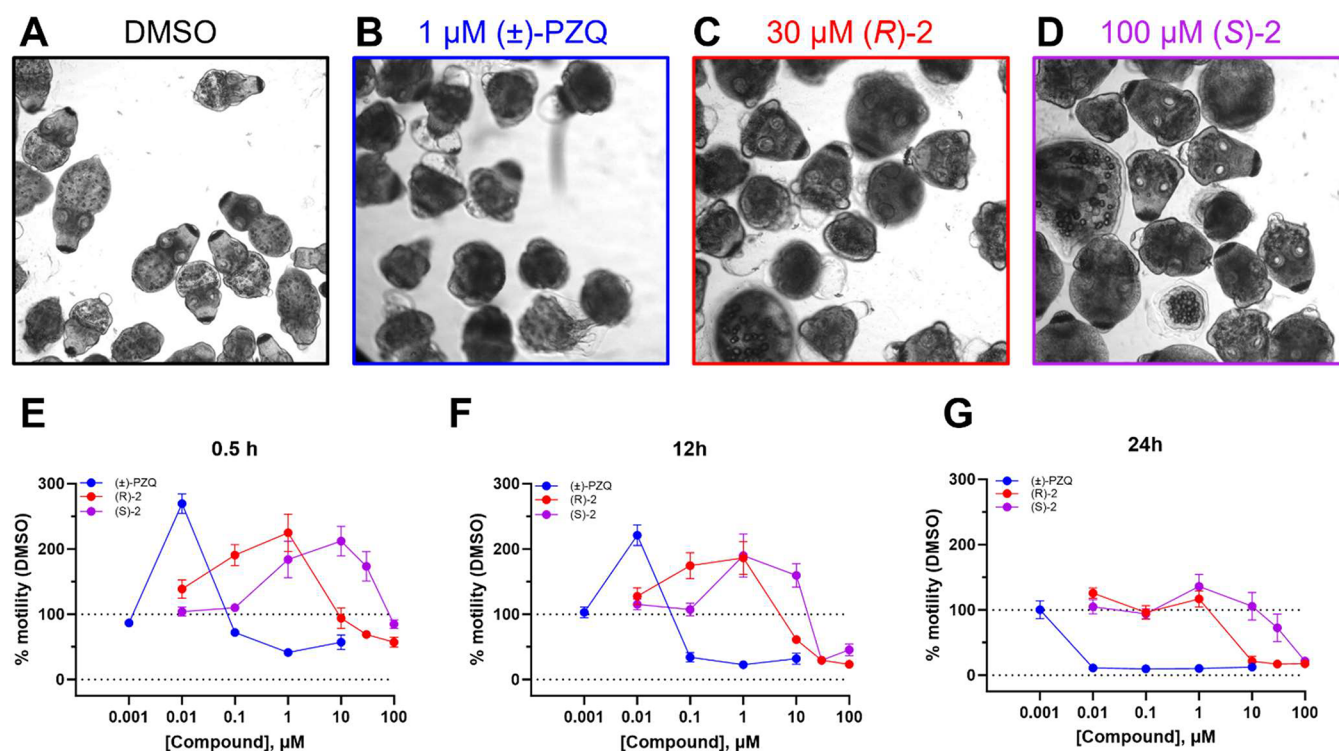 A DMSO
B 1 µM (±)-PZQ
C 30 µM (R)-2
D 100 µM (S)-2
E
0.5 h
300
200
100
0
% motility (DMSO)
(±)-PZQ
(R)-2
(S)-2
0.001 0.01 0.1 1 10 100
[Compound], µM
F
12h
300
200
100
0
% motility (DMSO)
(±)-PZQ
(R)-2
(S)-2
0.001 0.01 0.1 1 10 100
[Compound], µM
G
24h
300
200
100
0
% motility (DMSO)
(±)-PZQ
(R)-2
(S)-2
0.001 0.01 0.1 1 10 100
[Compound], µM